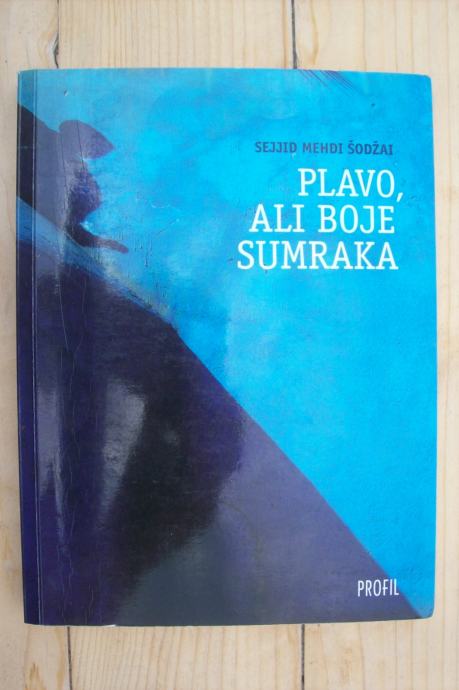 SEJJID MEHDI ŠODŽAI
PLAVO,
ALI BOJE
SUMRAKA
PROFIL